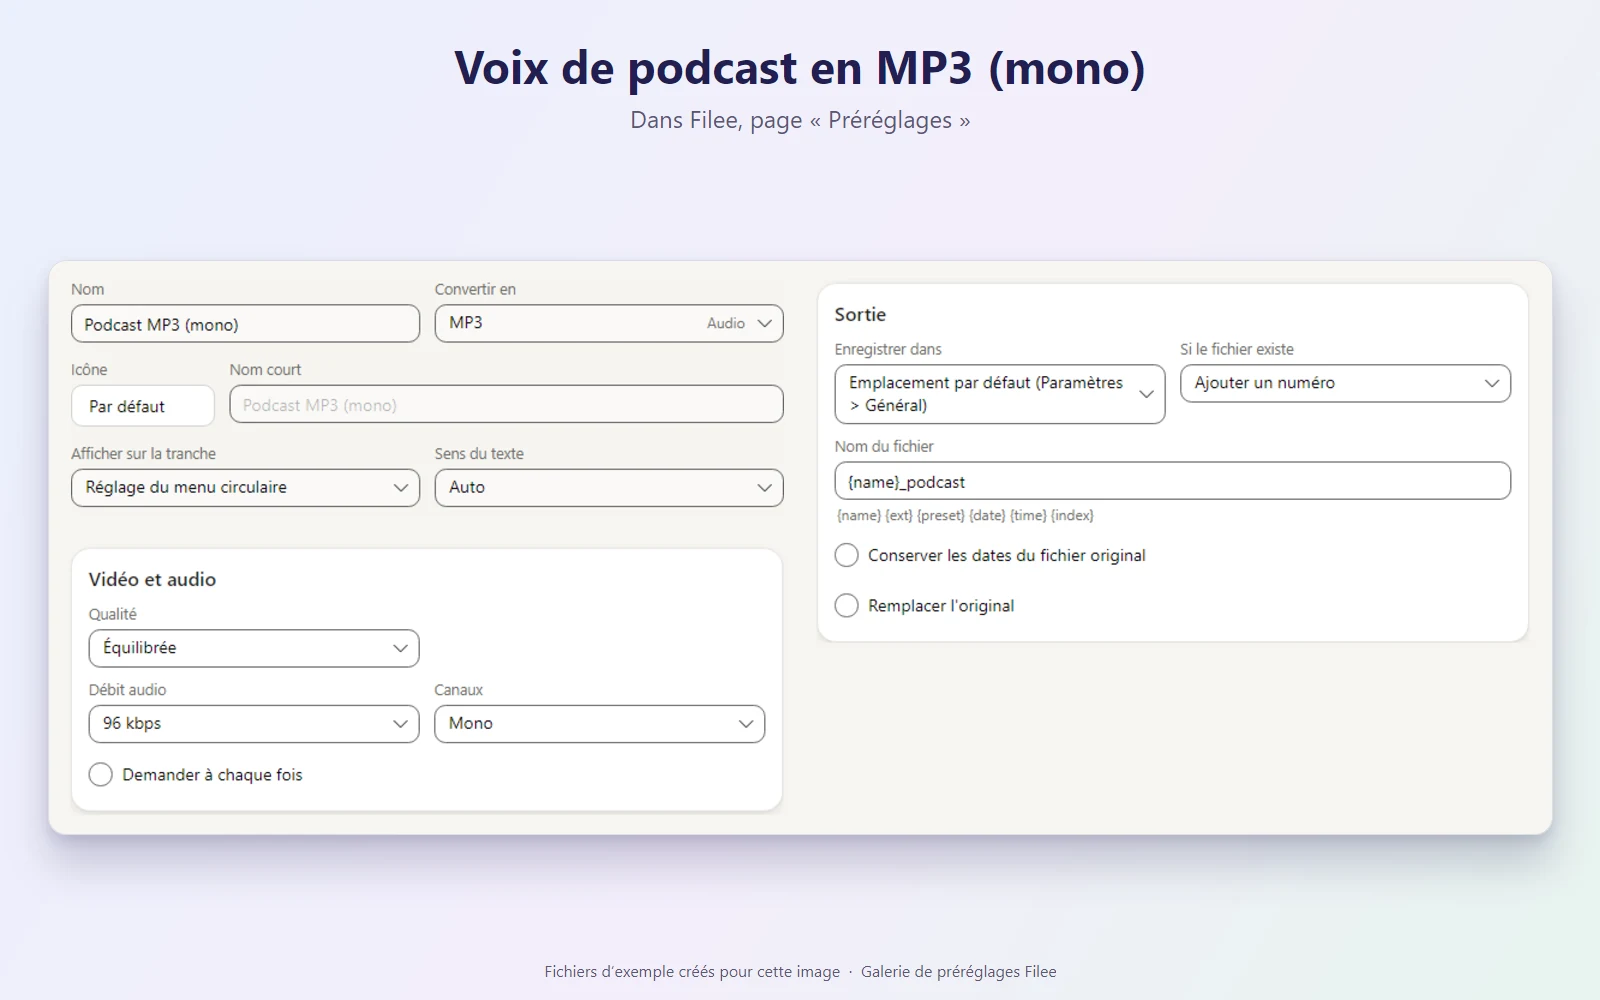 Voix de podcast en MP3 (mono)
Dans Filee, page « Préréglages »
Nom
Convertir en
Podcast MP3 (mono)
MP3
Audio
Icône
Nom court
Par défaut
Podcast MP3 (mono)
Afficher sur la tranche
Sens du texte
Réglage du menu circulaire
Auto
Vidéo et audio
Qualité
Équilibrée
Débit audio
Canaux
96 kbps
Mono
Demander à chaque fois
Sortie
Enregistrer dans
Si le fichier existe
Emplacement par défaut (Paramètres
> Général)
Ajouter un numéro
Nom du fichier
{name}_podcast
{name} {ext} {preset} {date} {time} {index}
Conserver les dates du fichier original
Remplacer l'original
Fichiers d’exemple créés pour cette image · Galerie de préréglages Filee